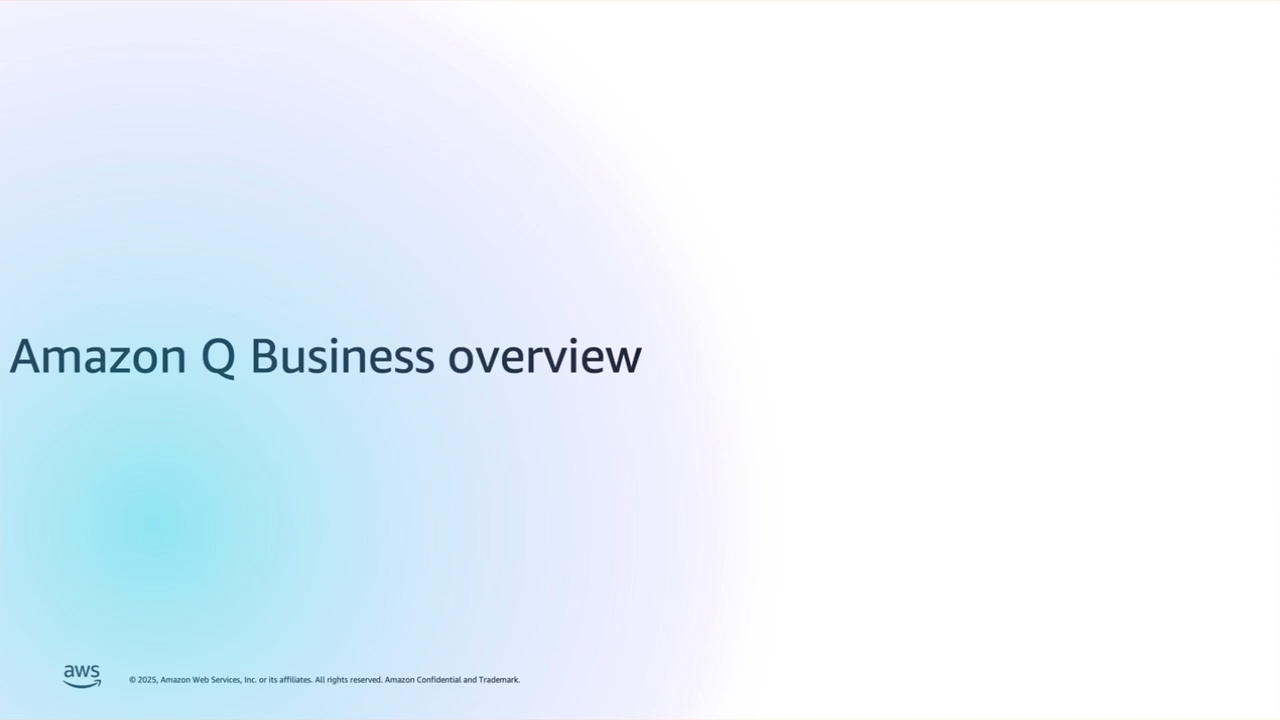 Amazon Q Business overview
aws
© 2025, Amazon Web Services, Inc. or its affiliates. All rights reserved. Amazon Confidential and Trademark.